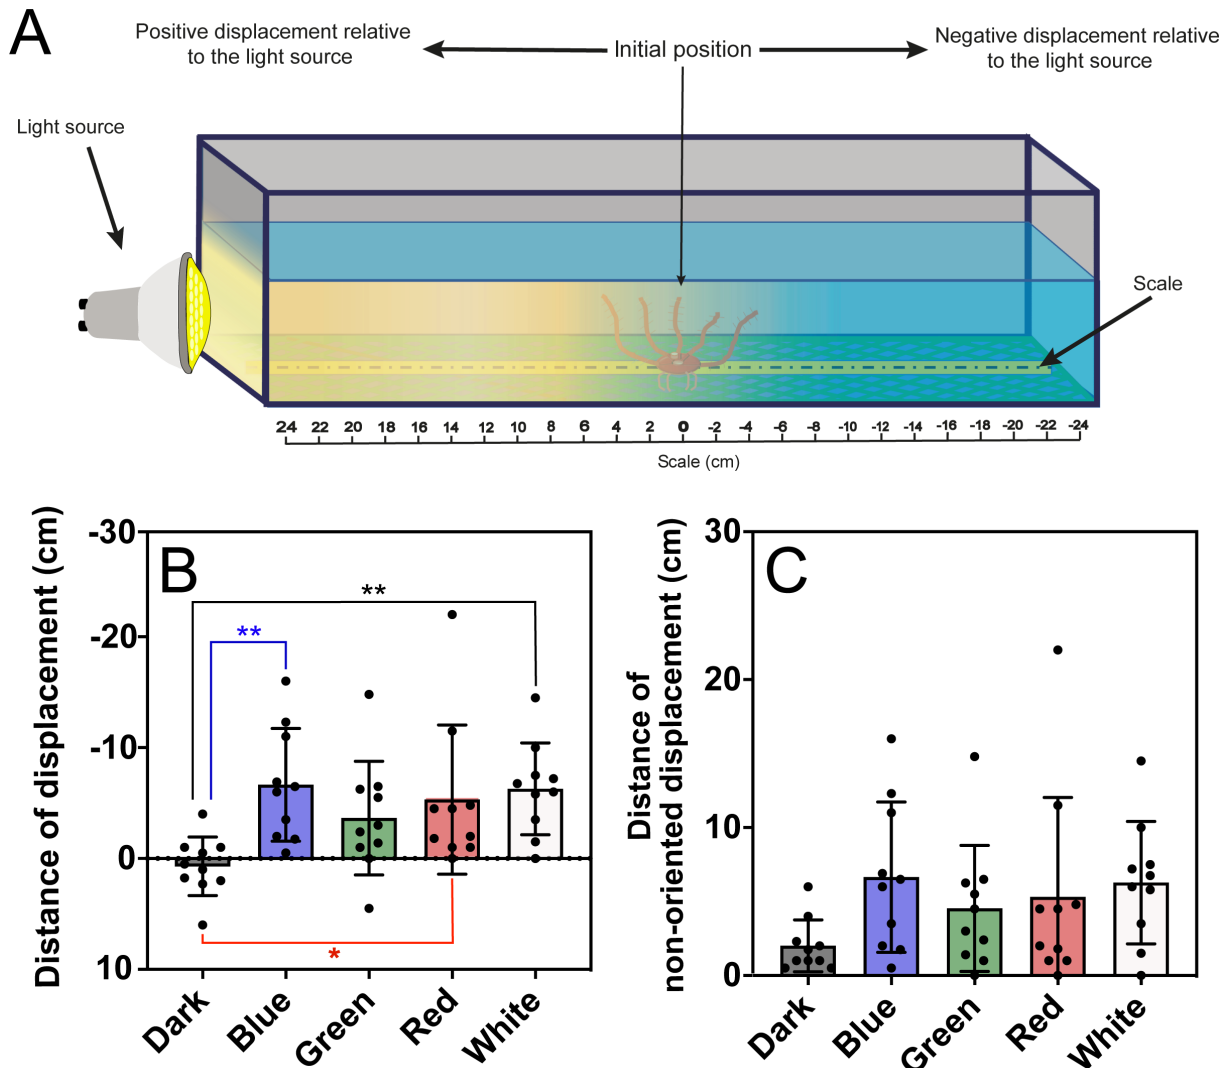 A
Positive displacement relative
to the light source
Initial position
Negative displacement relative
to the light source
Light source
Scale
24 22 20 18 16 14 12 10 8 6 4 2 0 -2 -4 -6 -8 -10 -12 -14 -16 -18 -20 -22 -24
Scale (cm)
B
Distance of displacement (cm)
-30
-20
-10
0
10
**
**
*
Dark
Blue
Green
Red
White
C
Distance of
non-oriented displacement (cm)
30
20
10
0
Dark
Blue
Green
Red
White